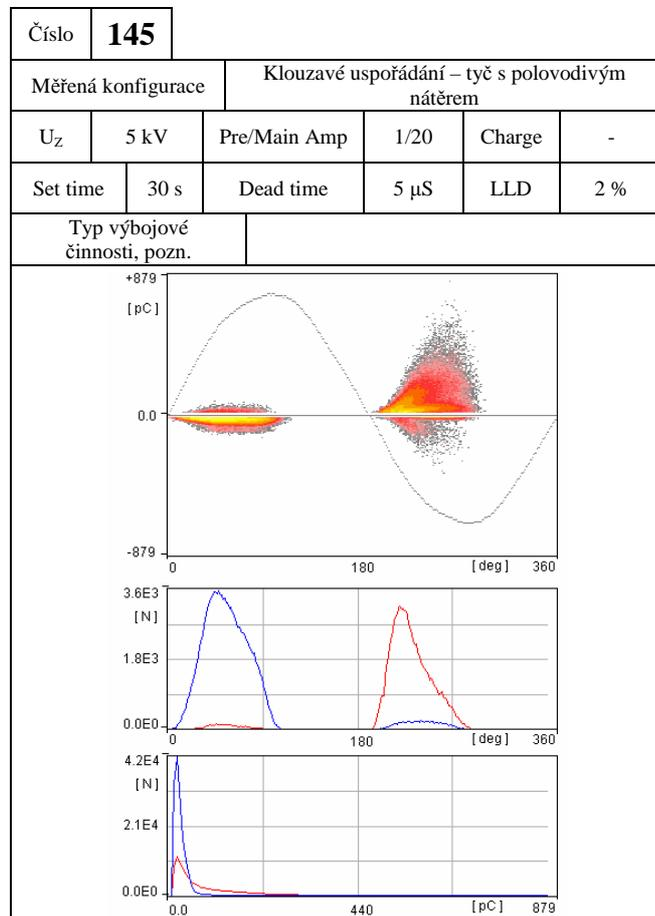 Číslo 145
Měřená konfigurace Klouzavé uspořádání – tyč s polovodivým
nátěrem
UZ 5 kV Pre/Main Amp 1/20 Charge -
Set time 30 s Dead time 5 µS LLD 2 %
Typ výbojové
činnosti, pozn.
+879
[pC]
0.0
-879
0 180 [deg] 360
3.6E3
[N]
1.8E3
0.0E0
0 180 [deg] 360
4.2E4
[N]
2.1E4
0.0E0
0.0 440 [pC] 879